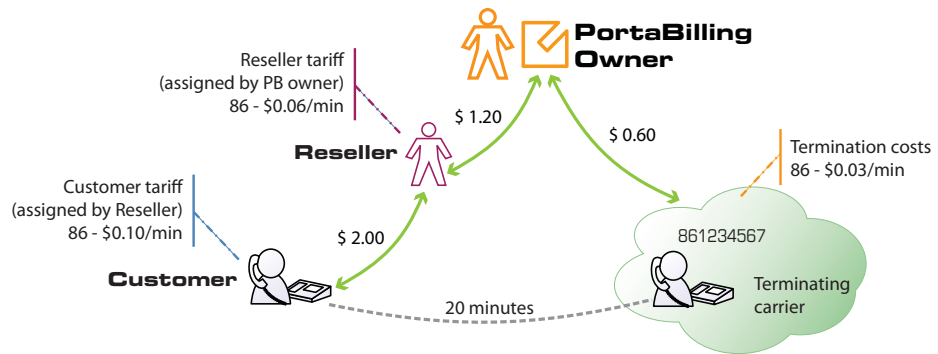 PortaBilling
Owner
Reseller tariff
(assigned by PB owner)
86 - $0.06/min
$ 1.20
$ 0.60
Reseller
Termination costs
86 - $0.03/min
Customer tariff
(assigned by Reseller)
86 - $0.10/min
$ 2.00
861234567
Customer
Terminating
carrier
20 minutes